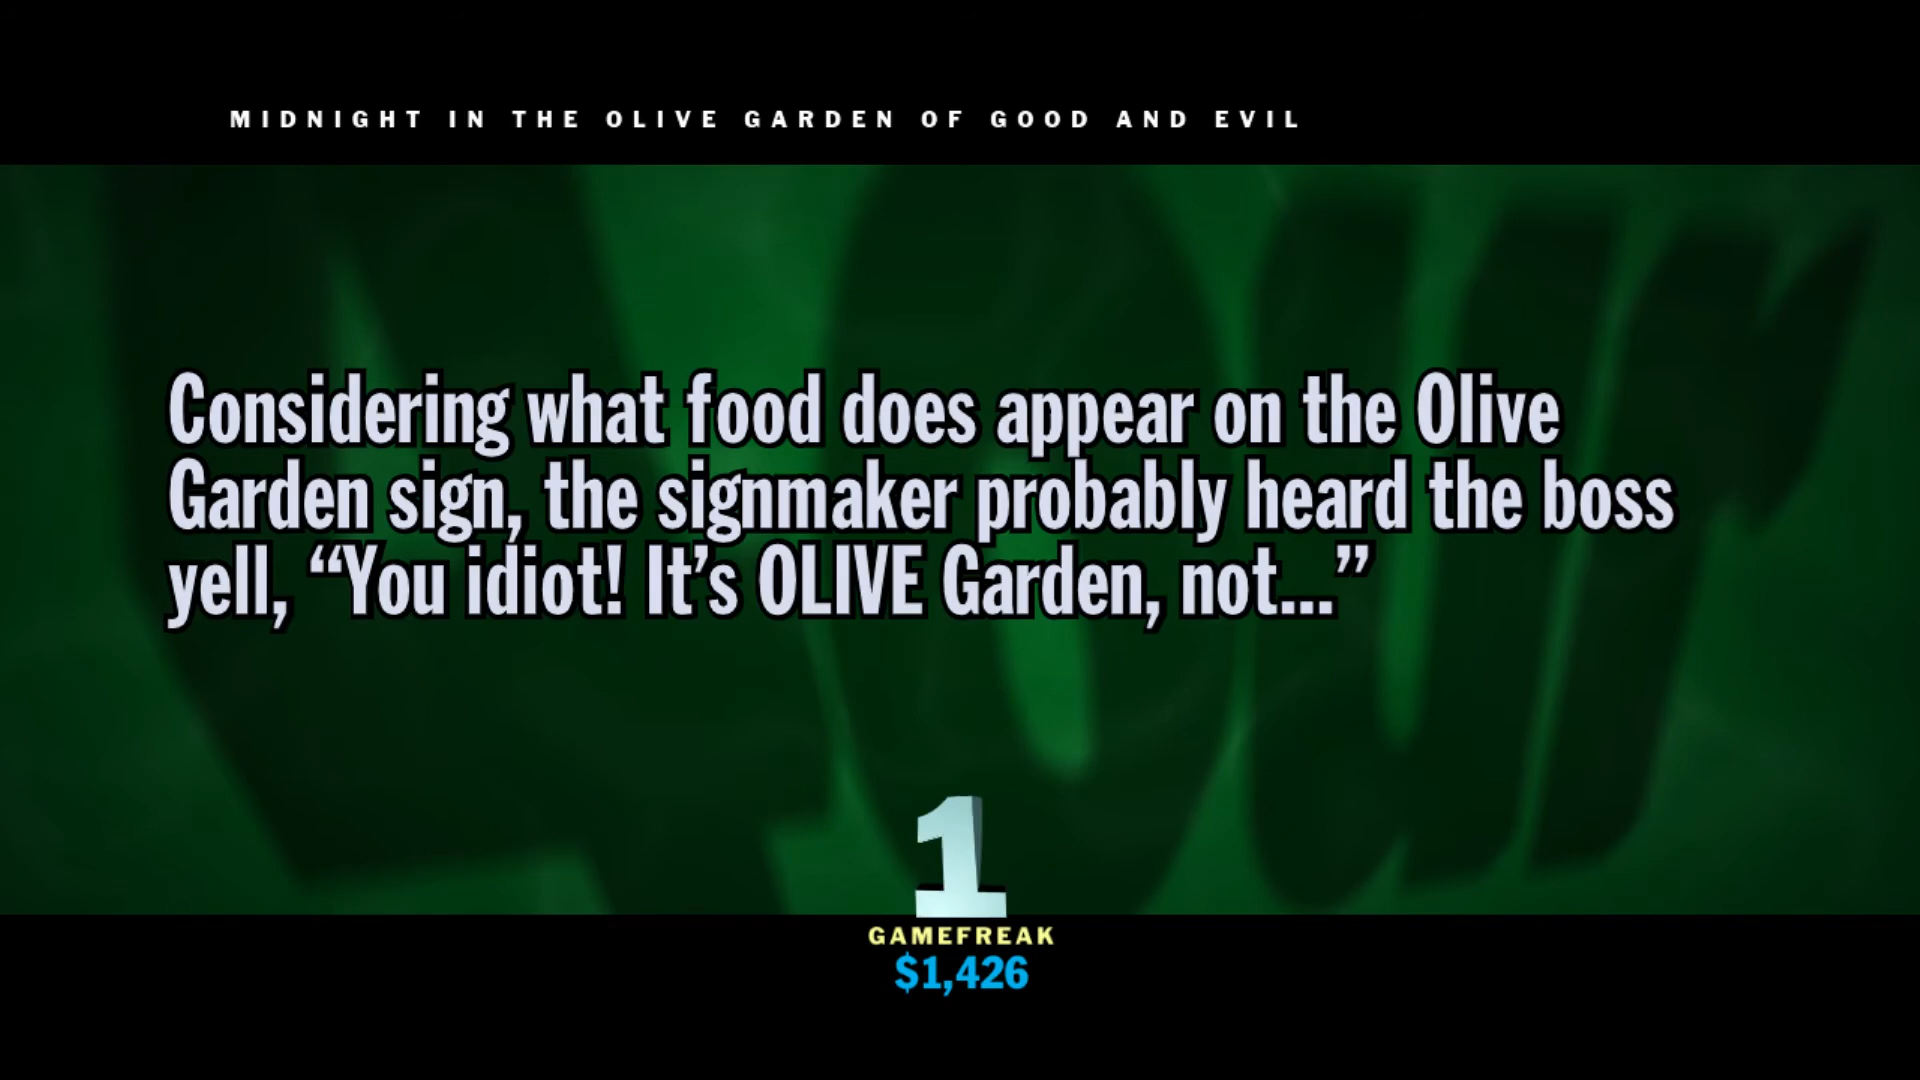 MIDNIGHT IN THE OLIVE GARDEN OF GOOD AND EVIL
Considering what food does appear on the Olive
Garden sign, the signmaker probably heard the boss
yell, “You idiot! It’s OLIVE Garden, not...”
1
GAMEFREAK
$1,426